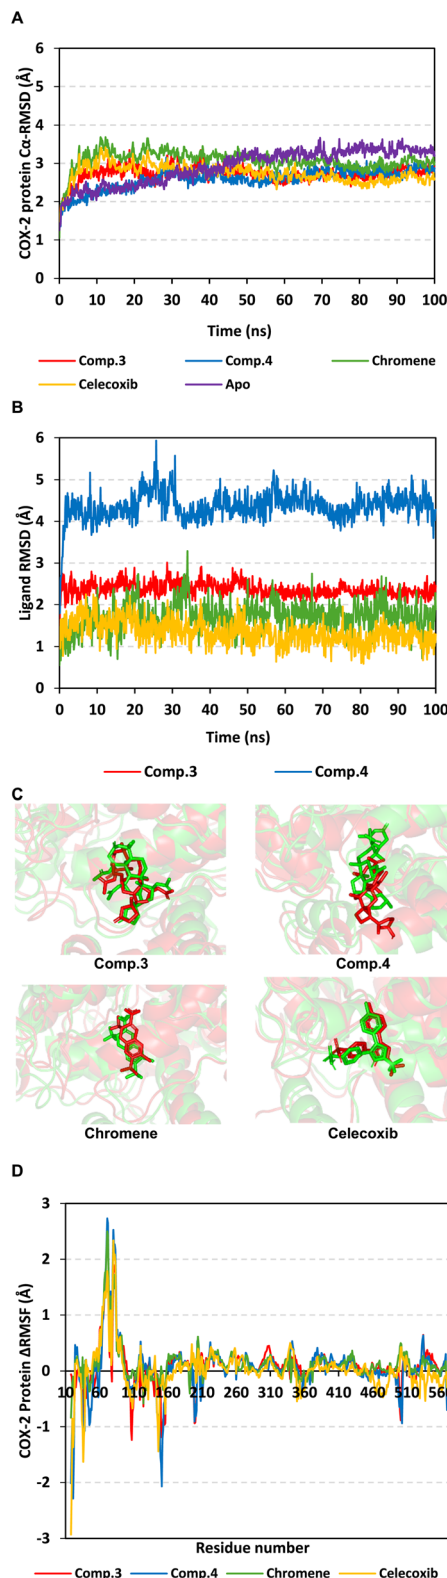 A
6
5
4
3
2
1
0
COX-2 protein Cα-RMSD (Å)
0 10 20 30 40 50 60 70 80 90 100
Time (ns)
Comp.3 Comp.4 Chromene
Celecoxib Apo
B
6
5
4
3
2
1
0
Ligand RMSD (Å)
0 10 20 30 40 50 60 70 80 90 100
Time (ns)
Comp.3 Comp.4
C
Comp.3 Comp.4
Chromene Celecoxib
D
3
2
1
0
-1
-2
-3
COX-2 Protein ΔRMSF (Å)
10 60 110 160 210 260 310 360 410 460 510
Residue number
Comp.3 Comp.4 Chromene Celecoxib